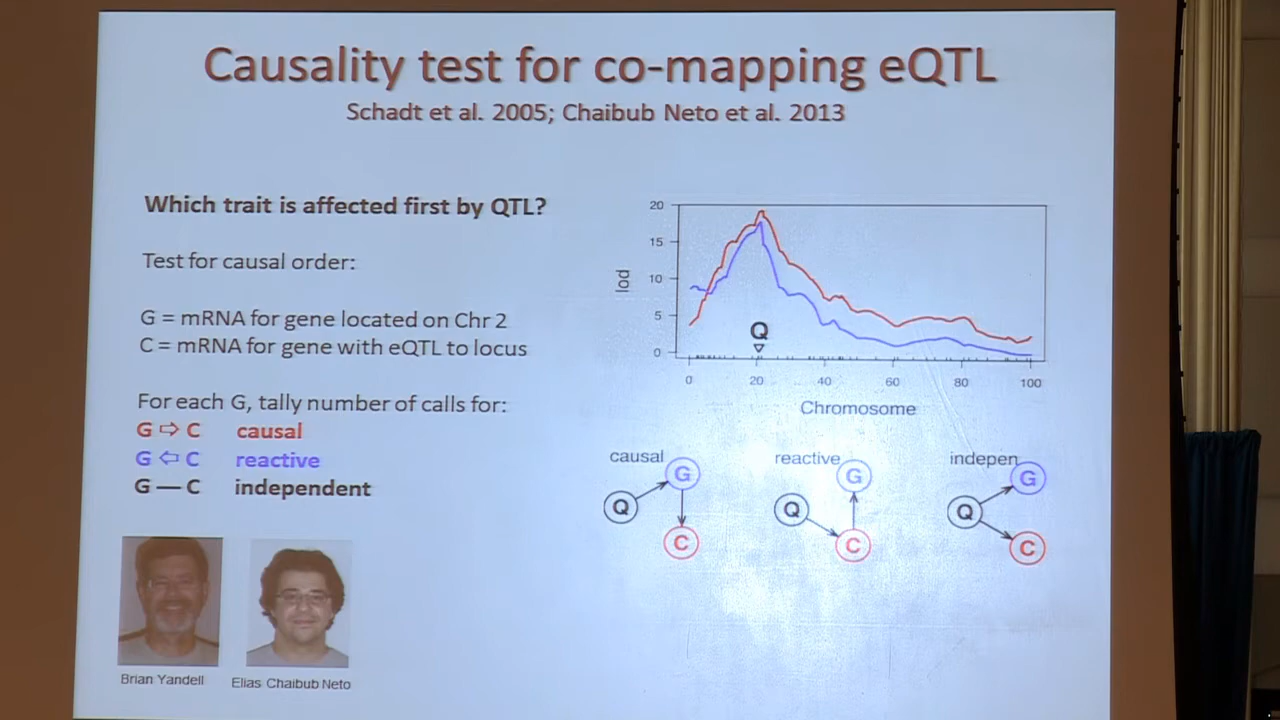 Causality test for co-mapping eQTL
Schadt et al. 2005; Chaibub Neto et al. 2013
Which trait is affected first by QTL?
Test for causal order:
G = mRNA for gene located on Chr 2
C = mRNA for gene with eQTL to locus
For each G, tally number of calls for:
G ⇨ C causal
G ⇦ C reactive
G — C independent
Brian Yandell
Elias Chaibub Neto
20
15
10
5
0
lod
Q
0 20 40 60 80 100
Chromosome
causal
Q
G
C
reactive
Q
G
C
indepen
Q
G
C